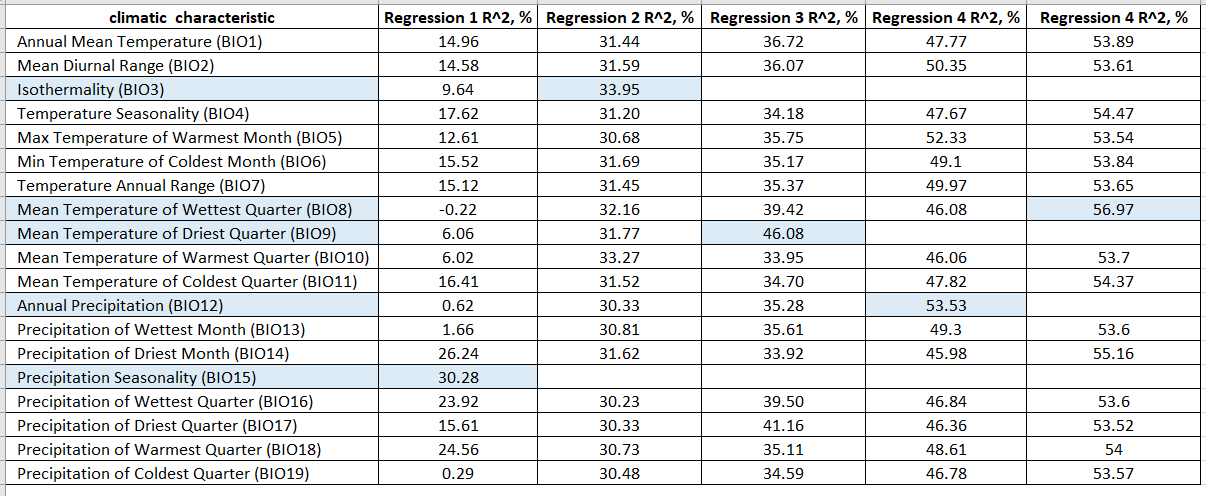 climatic characteristic Regression 1 R^2, % Regression 2 R^2, % Regression 3 R^2, % Regression 4 R^2, % Regression 4 R^2, %
Annual Mean Temperature (BIO1) 14.96 31.44 36.72 47.77 53.89
Mean Diurnal Range (BIO2) 14.58 31.59 36.07 50.35 53.61
Isothermality (BIO3) 9.64 33.95
Temperature Seasonality (BIO4) 17.62 31.20 34.18 47.67 54.47
Max Temperature of Warmest Month (BIO5) 12.61 30.68 35.75 52.33 53.54
Min Temperature of Coldest Month (BIO6) 15.52 31.69 35.17 49.1 53.84
Temperature Annual Range (BIO7) 15.12 31.45 35.37 49.97 53.65
Mean Temperature of Wettest Quarter (BIO8) -0.22 32.16 39.42 46.08 56.97
Mean Temperature of Driest Quarter (BIO9) 6.06 31.77 46.08
Mean Temperature of Warmest Quarter (BIO10) 6.02 33.27 33.95 46.06 53.7
Mean Temperature of Coldest Quarter (BIO11) 16.41 31.52 34.70 47.82 54.37
Annual Precipitation (BIO12) 0.62 30.33 35.28 53.53
Precipitation of Wettest Month (BIO13) 1.66 30.81 35.61 49.3 53.6
Precipitation of Driest Month (BIO14) 26.24 31.62 33.92 45.98 55.16
Precipitation Seasonality (BIO15) 30.28
Precipitation of Wettest Quarter (BIO16) 23.92 30.23 39.50 46.84 53.6
Precipitation of Driest Quarter (BIO17) 15.61 30.33 41.16 46.36 53.52
Precipitation of Warmest Quarter (BIO18) 24.56 30.73 35.11 48.61 54
Precipitation of Coldest Quarter (BIO19) 0.29 30.48 34.59 46.78 53.57